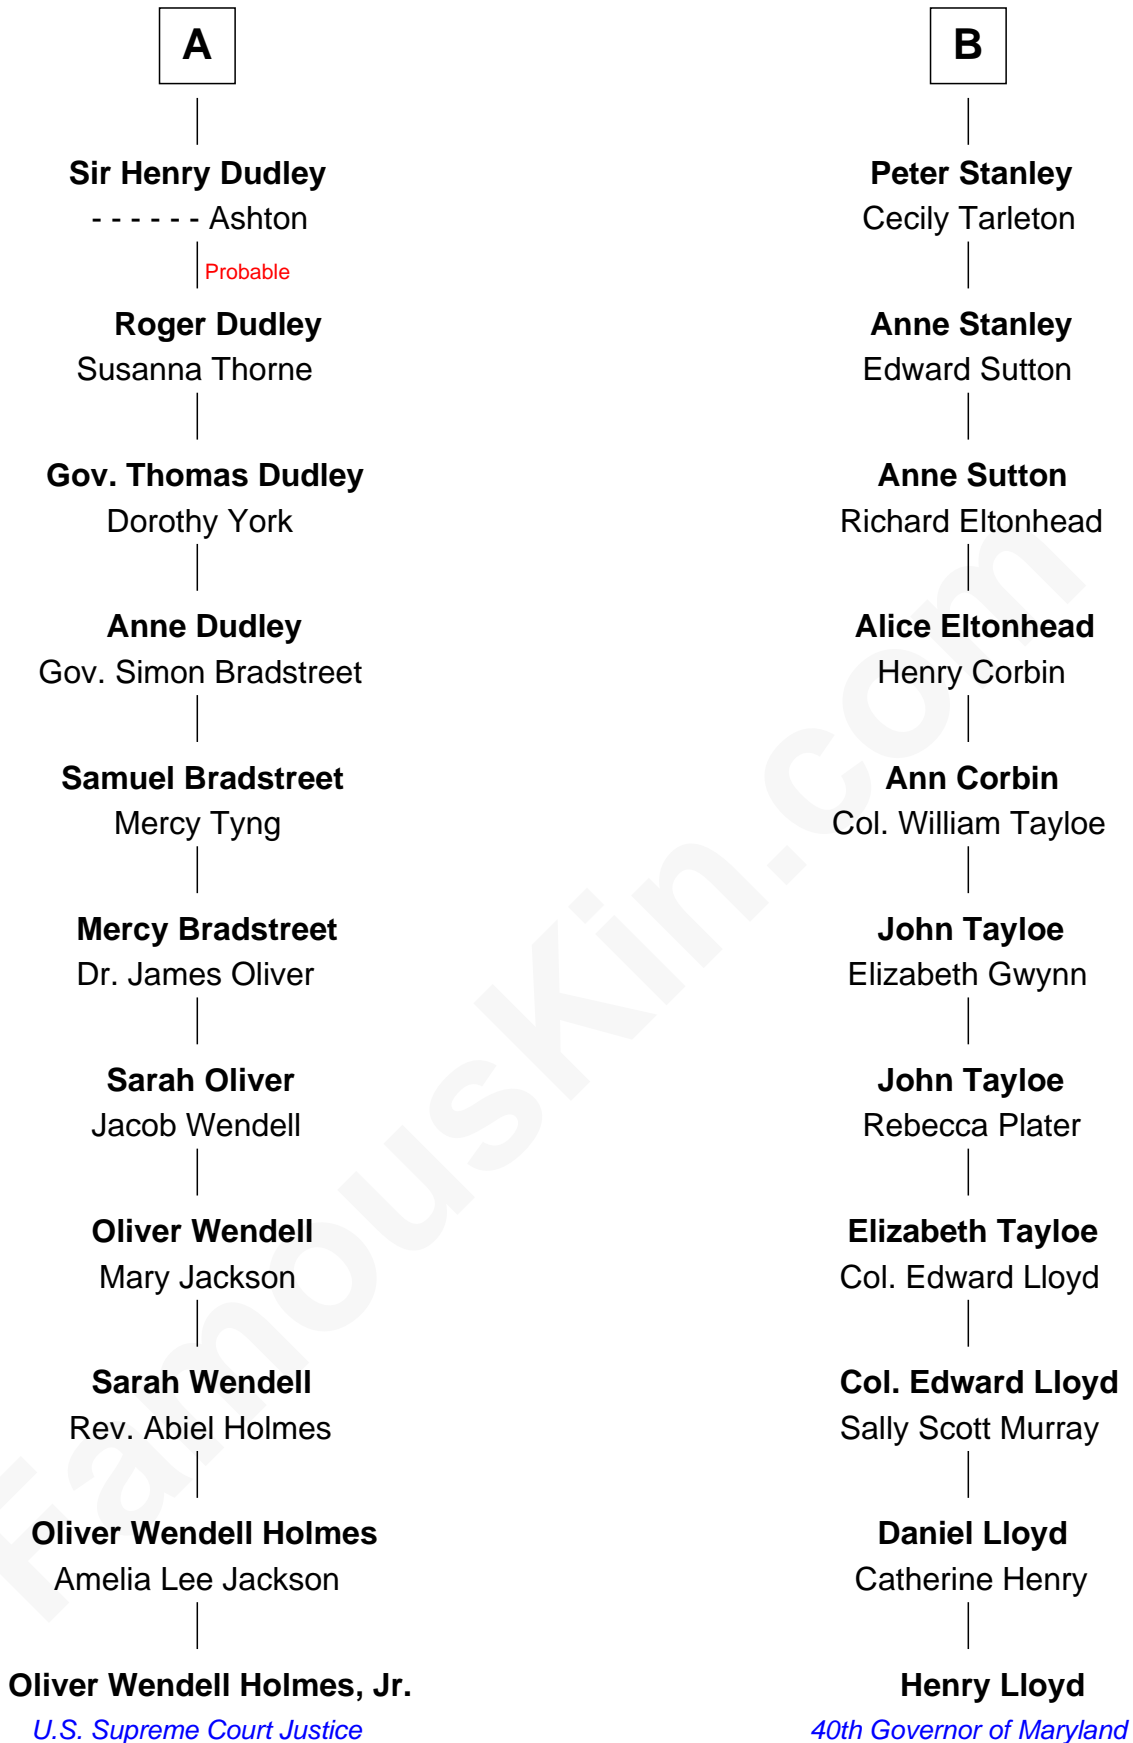 A
Sir Henry Dudley
- - - - - - Ashton
Probable
Roger Dudley
Susanna Thorne
Gov. Thomas Dudley
Dorothy York
Anne Dudley
Gov. Simon Bradstreet
Samuel Bradstreet
Mercy Tyng
Mercy Bradstreet
Dr. James Oliver
Sarah Oliver
Jacob Wendell
Oliver Wendell
Mary Jackson
Sarah Wendell
Rev. Abiel Holmes
Oliver Wendell Holmes
Amelia Lee Jackson
Oliver Wendell Holmes, Jr.
U.S. Supreme Court Justice
B
Peter Stanley
Cecily Tarleton
Anne Stanley
Edward Sutton
Anne Sutton
Richard Eltonhead
Alice Eltonhead
Henry Corbin
Ann Corbin
Col. William Tayloe
John Tayloe
Elizabeth Gwynn
John Tayloe
Rebecca Plater
Elizabeth Tayloe
Col. Edward Lloyd
Col. Edward Lloyd
Sally Scott Murray
Daniel Lloyd
Catherine Henry
Henry Lloyd
40th Governor of Maryland
FamousKin.com